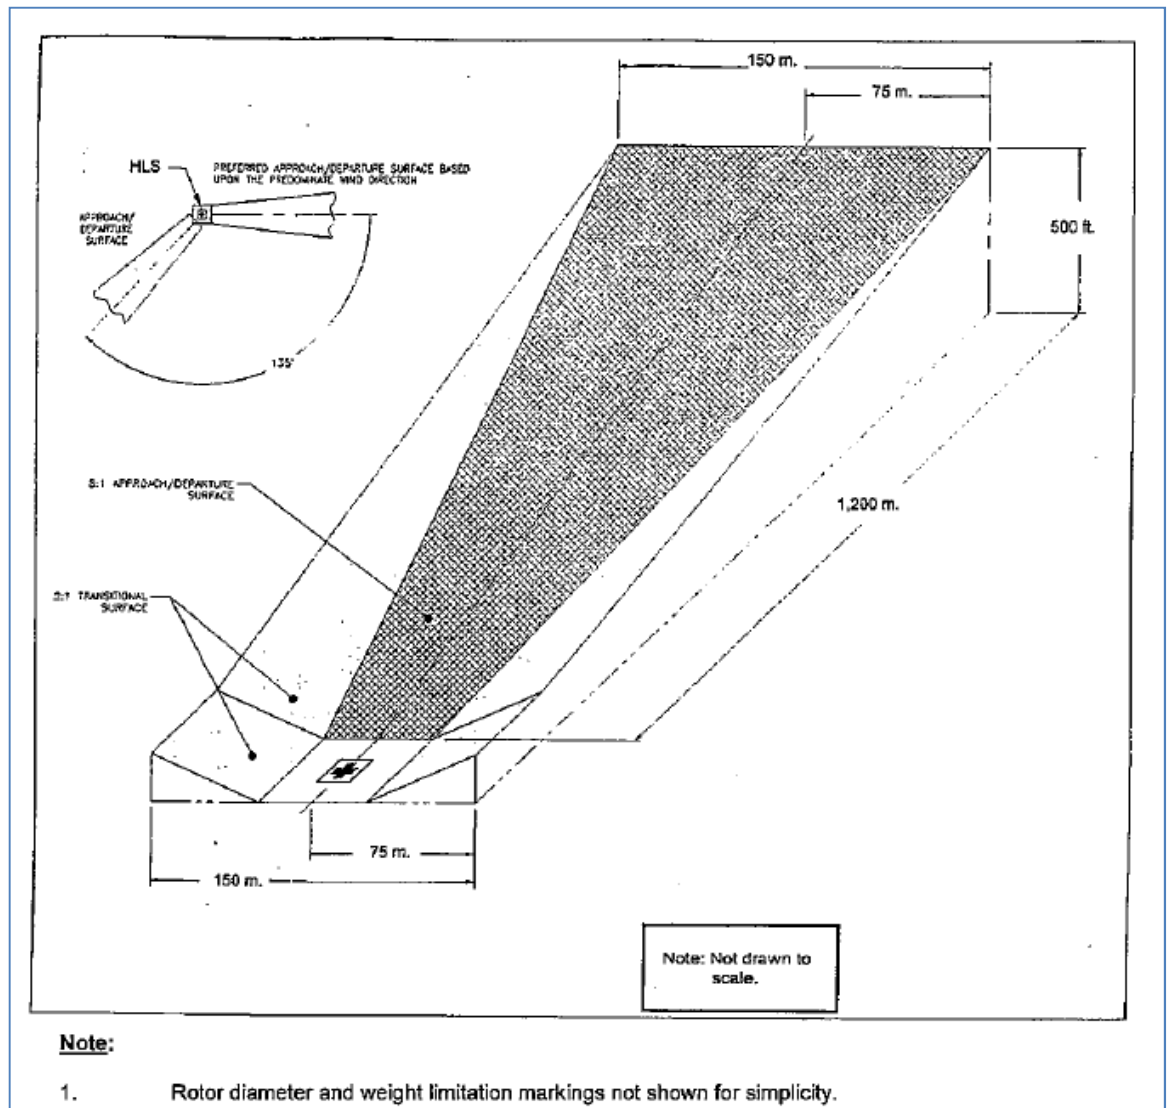 150 m.
75 m.
HLS
PREFERRED APPROACH/DEPARTURE SURFACE BASED
UPON THE PREDOMINATE WIND DIRECTION
APPROACH/
DEPARTURE
SURFACE
500 ft.
135°
8:1 APPROACH/DEPARTURE
SURFACE
1,200 m.
2:1 TRANSITIONAL
SURFACE
75 m.
150 m.
Note: Not drawn to
scale.
Note:
1. Rotor diameter and weight limitation markings not shown for simplicity.